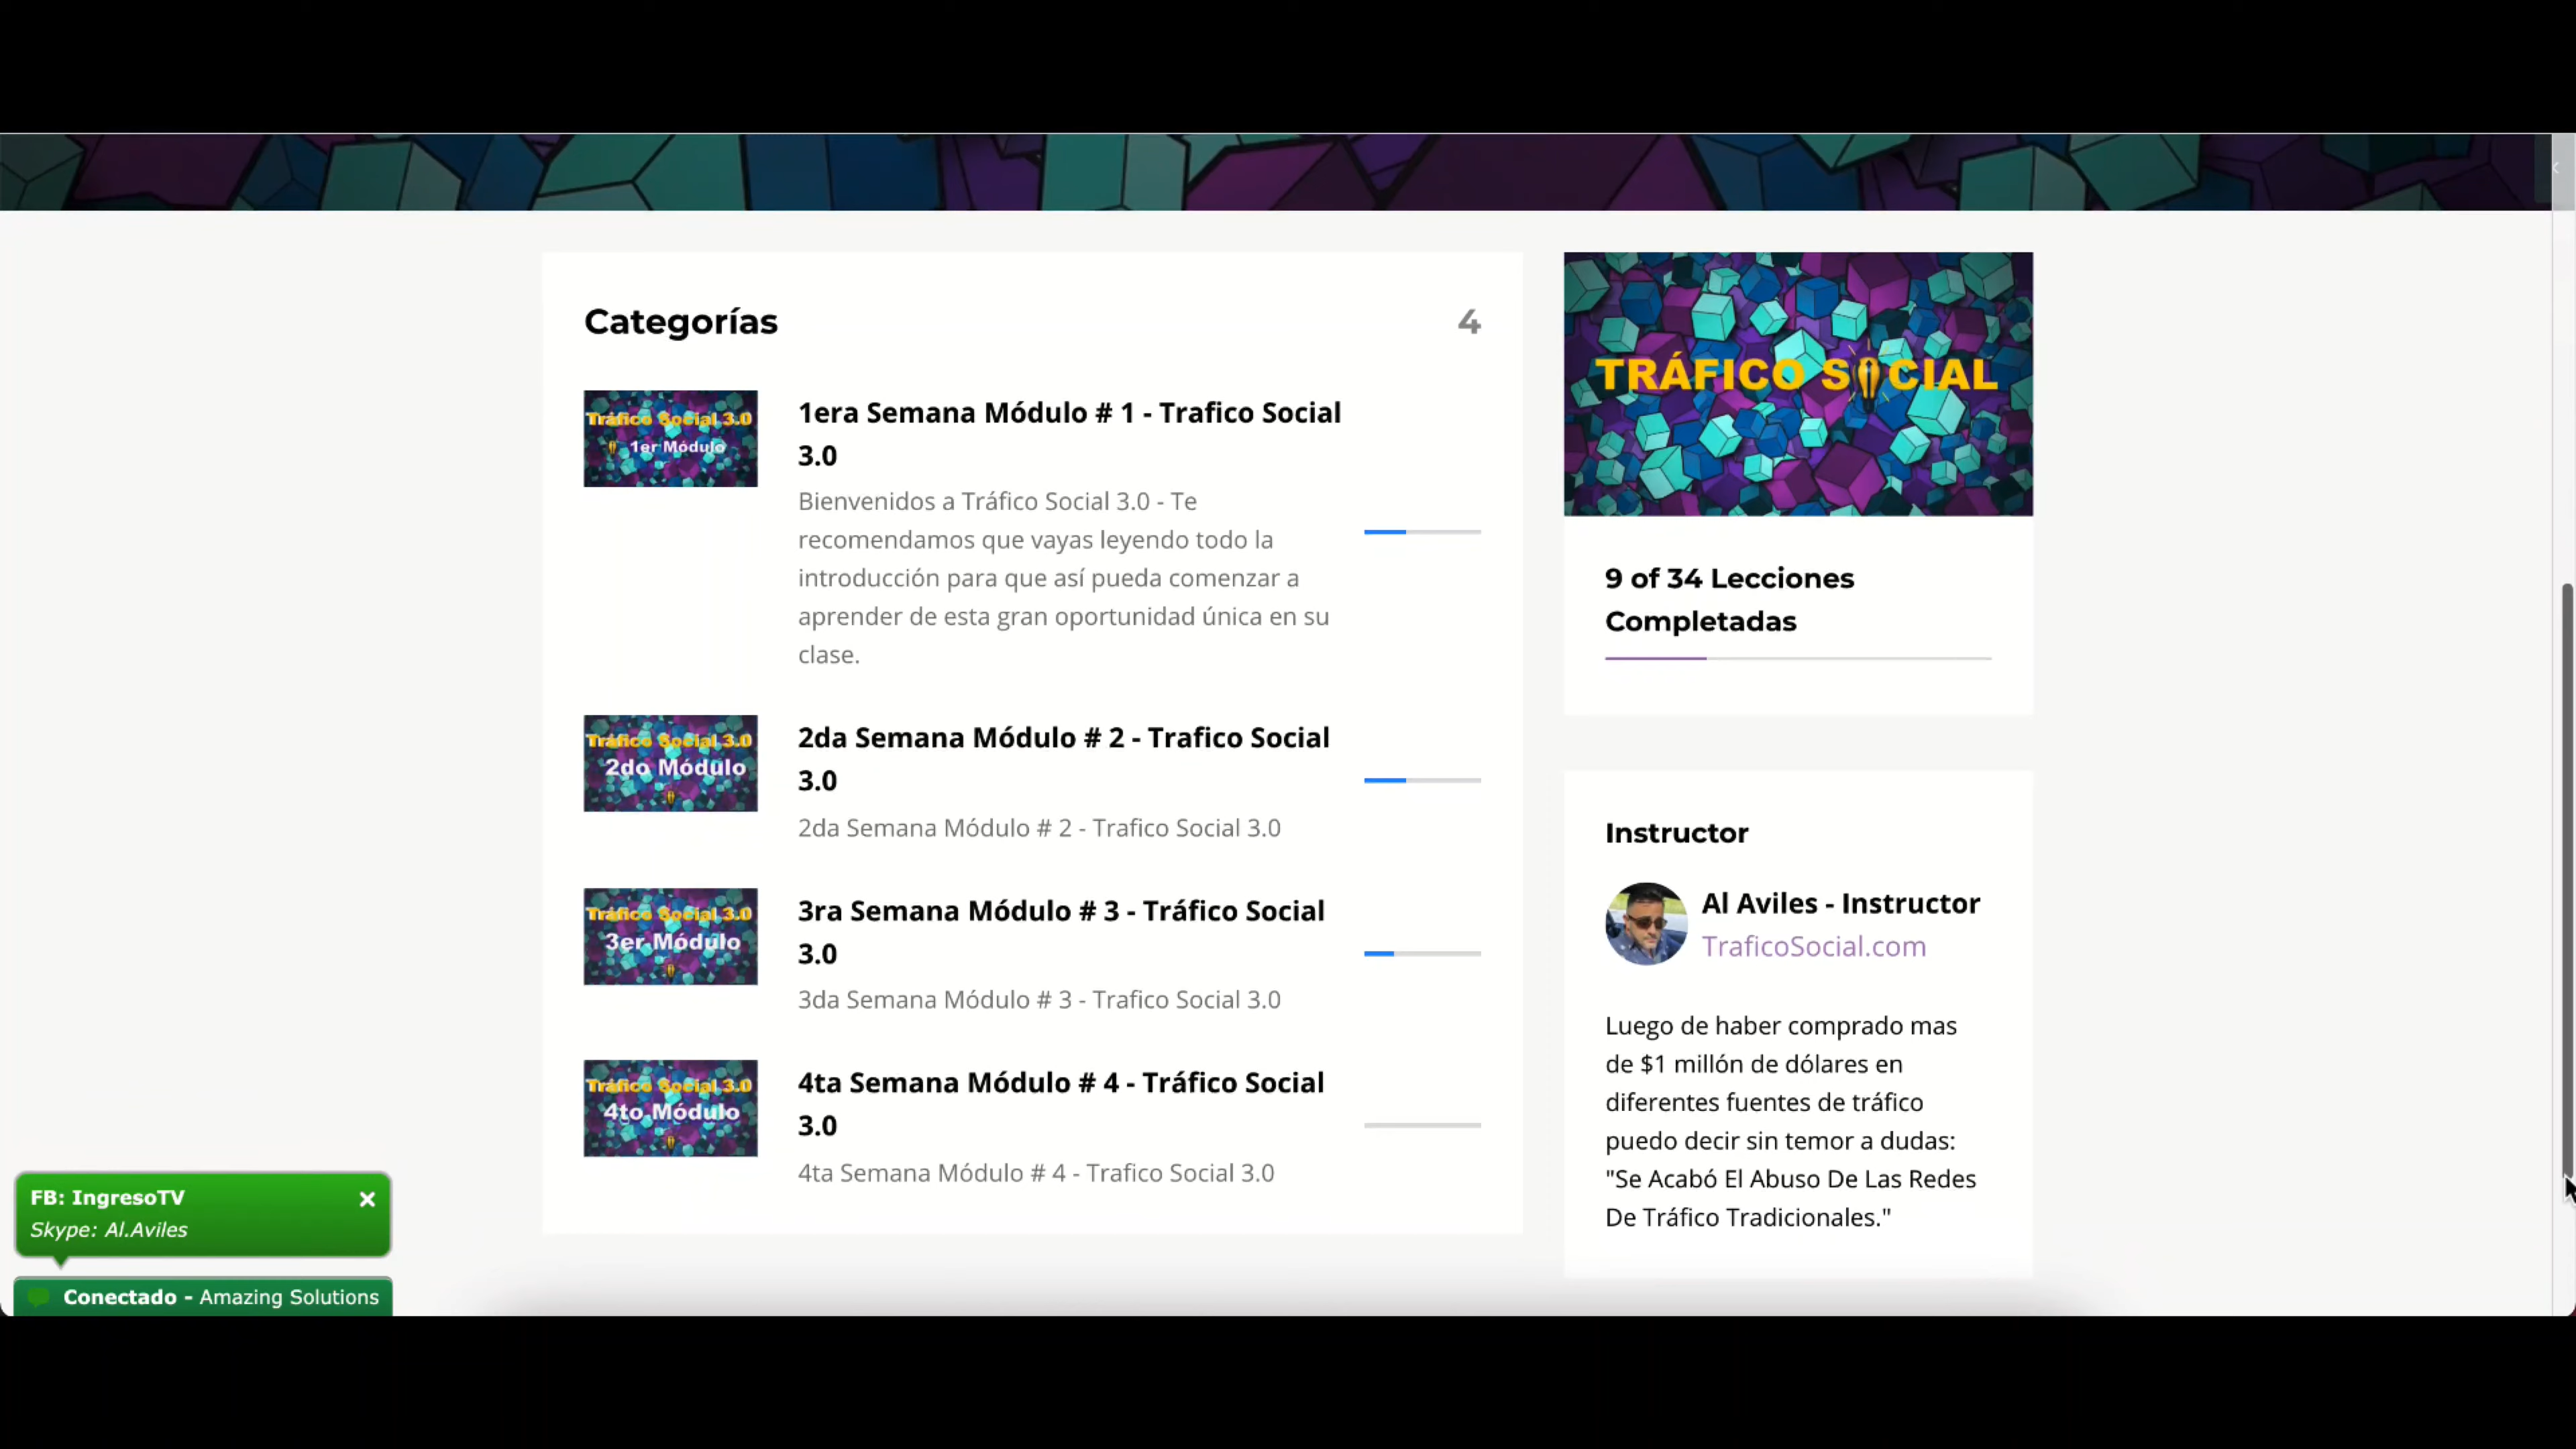 Categorías
4
Tráfico Social 3.0
1er Módulo
1era Semana Módulo # 1 - Trafico Social
3.0
Bienvenidos a Tráfico Social 3.0 - Te
recomendamos que vayas leyendo todo la
introducción para que así pueda comenzar a
aprender de esta gran oportunidad única en su
clase.
Tráfico Social 3.0
2do Módulo
2da Semana Módulo # 2 - Trafico Social
3.0
2da Semana Módulo # 2 - Trafico Social 3.0
Tráfico Social 3.0
3er Módulo
3ra Semana Módulo # 3 - Tráfico Social
3.0
3da Semana Módulo # 3 - Trafico Social 3.0
Tráfico Social 3.0
4to Módulo
4ta Semana Módulo # 4 - Tráfico Social
3.0
4ta Semana Módulo # 4 - Trafico Social 3.0
TRÁFICO SOCIAL
9 of 34 Lecciones
Completadas
Instructor
Al Aviles - Instructor
TraficoSocial.com
Luego de haber comprado mas
de $1 millón de dólares en
diferentes fuentes de tráfico
puedo decir sin temor a dudas:
"Se Acabó El Abuso De Las Redes
De Tráfico Tradicionales."
FB: IngresoTV
Skype: Al.Aviles
Conectado - Amazing Solutions